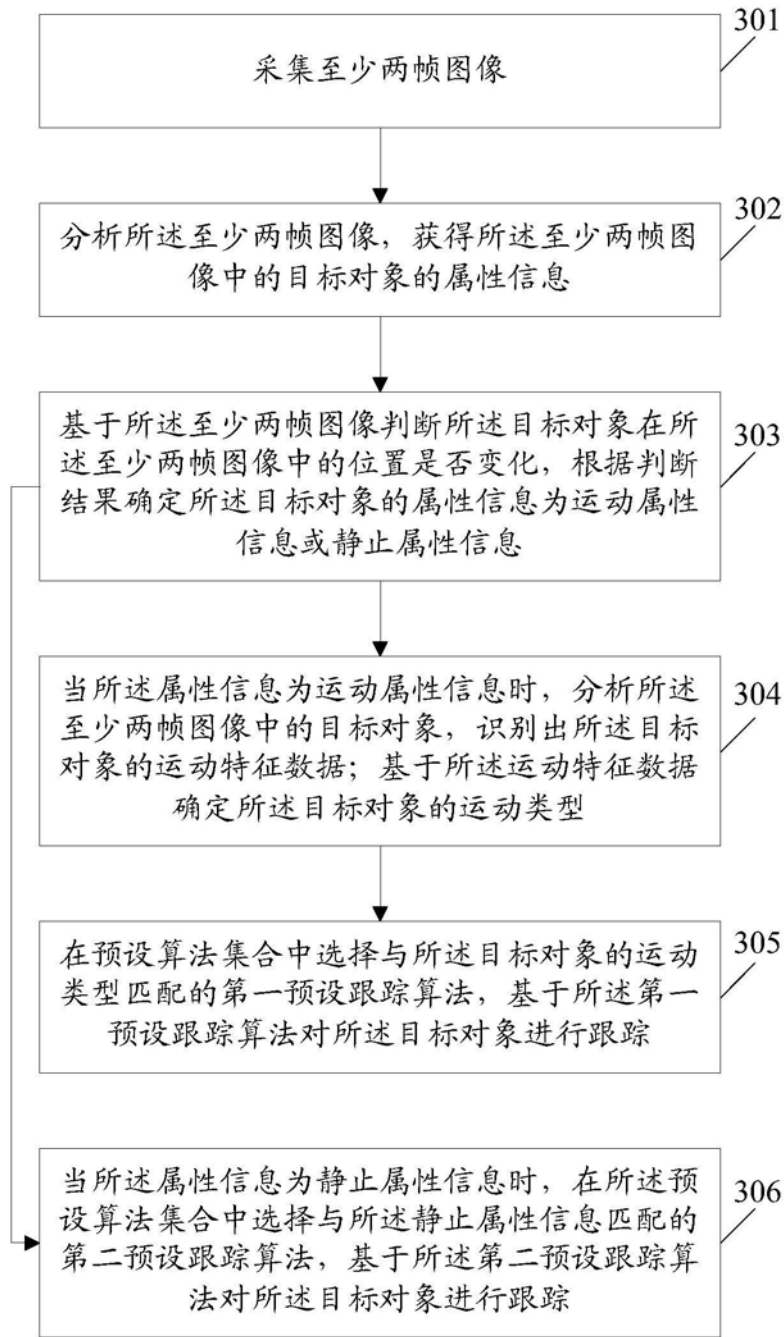 301
采集至少两帧图像
302
分析所述至少两帧图像，获得所述至少两帧图
像中的目标对象的属性信息
303
基于所述至少两帧图像判断所述目标对象在所
述至少两帧图像中的位置是否变化，根据判断
结果确定所述目标对象的属性信息为运动属性
信息或静止属性信息
304
当所述属性信息为运动属性信息时，分析所述
至少两帧图像中的目标对象，识别出所述目标
对象的运动特征数据；基于所述运动特征数据
确定所述目标对象的运动类型
305
在预设算法集合中选择与所述目标对象的运动
类型匹配的第一预设跟踪算法，基于所述第一
预设跟踪算法对所述目标对象进行跟踪
306
当所述属性信息为静止属性信息时，在所述预
设算法集合中选择与所述静止属性信息匹配的
第二预设跟踪算法，基于所述第二预设跟踪算
法对所述目标对象进行跟踪